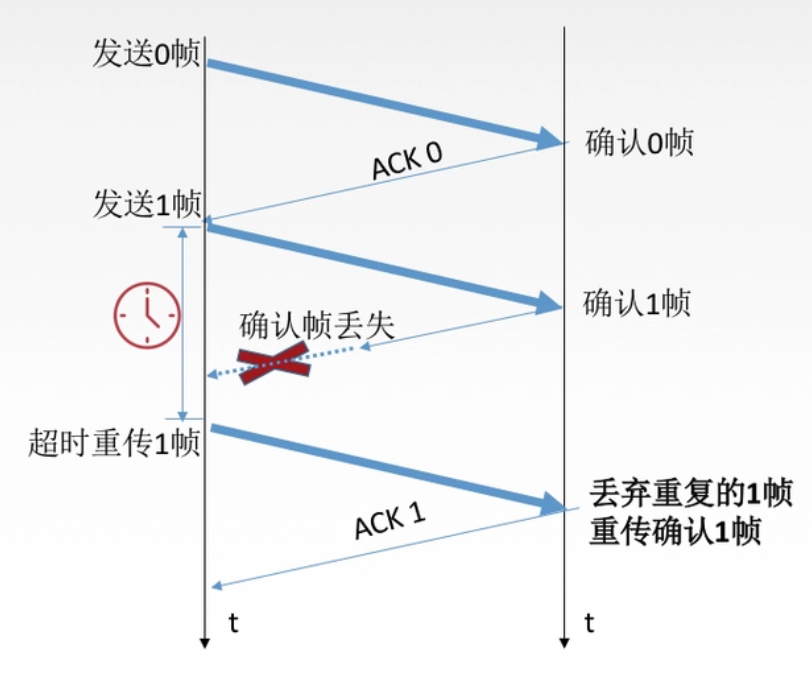 发送0帧
确认0帧
ACK 0
发送1帧
确认1帧
确认帧丢失
超时重传1帧
丢弃重复的1帧
重传确认1帧
ACK 1
t
t